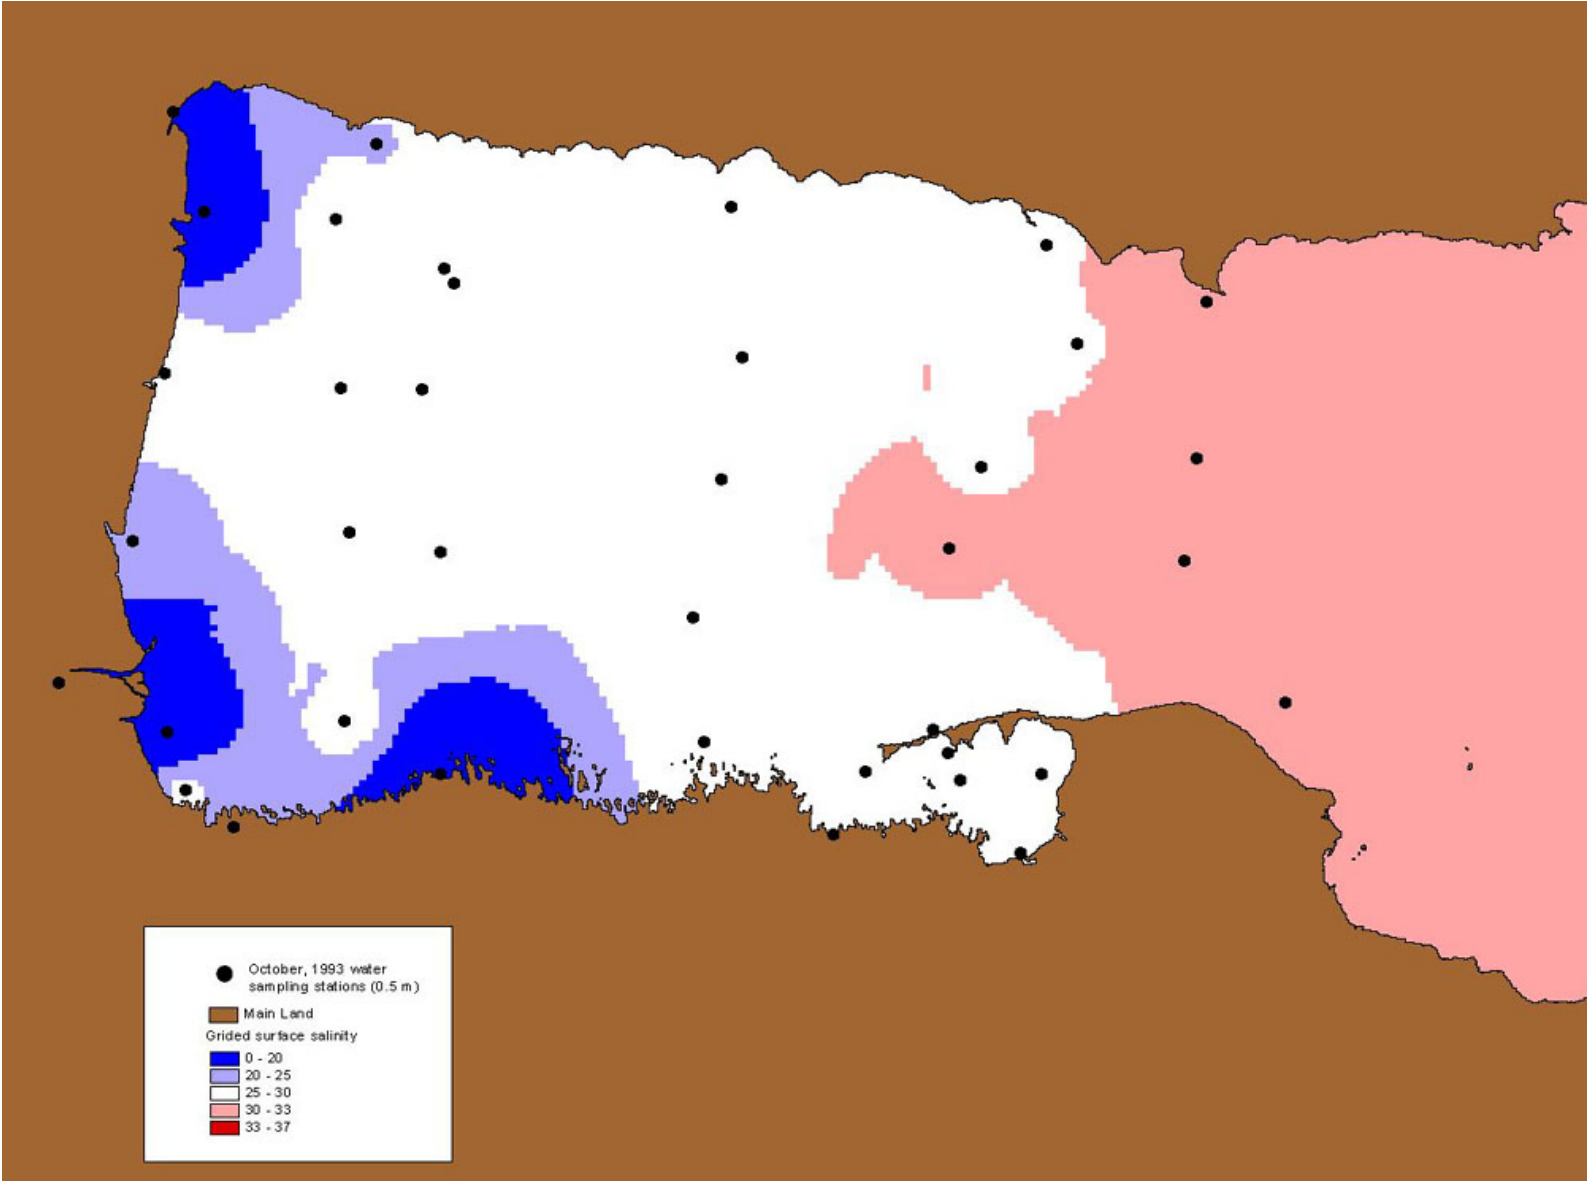 October, 1993 water
sampling stations (0.5 m)
Main Land
Grided surface salinity
0 - 20
20 - 25
25 - 30
30 - 33
33 - 37